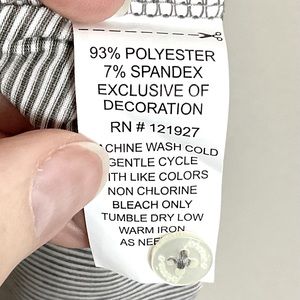 93% POLYESTER
7% SPANDEX
EXCLUSIVE OF
DECORATION
RN # 121927
ACHINE WASH COLD
GENTLE CYCLE
ITH LIKE COLORS
NON CHLORINE
BLEACH ONLY
TUMBLE DRY LOW
WARM IRON
AS NEE